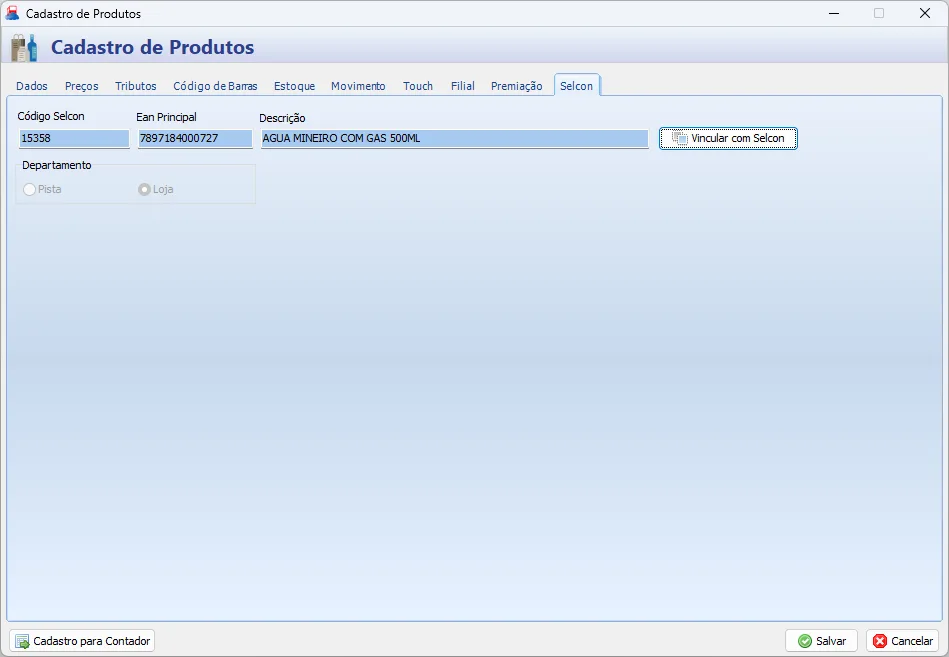 Cadastro de Produtos
Cadastro de Produtos
Dados Preços Tributos Código de Barras Estoque Movimento Touch Filial Premiação Selcon
Código Selcon Ean Principal Descrição
15358 7897184000727 AGUA MINEIRO COM GAS 500ML Vincular com Selcon
Departamento
Pista Loja
Cadastro para Contador Salvar Cancelar